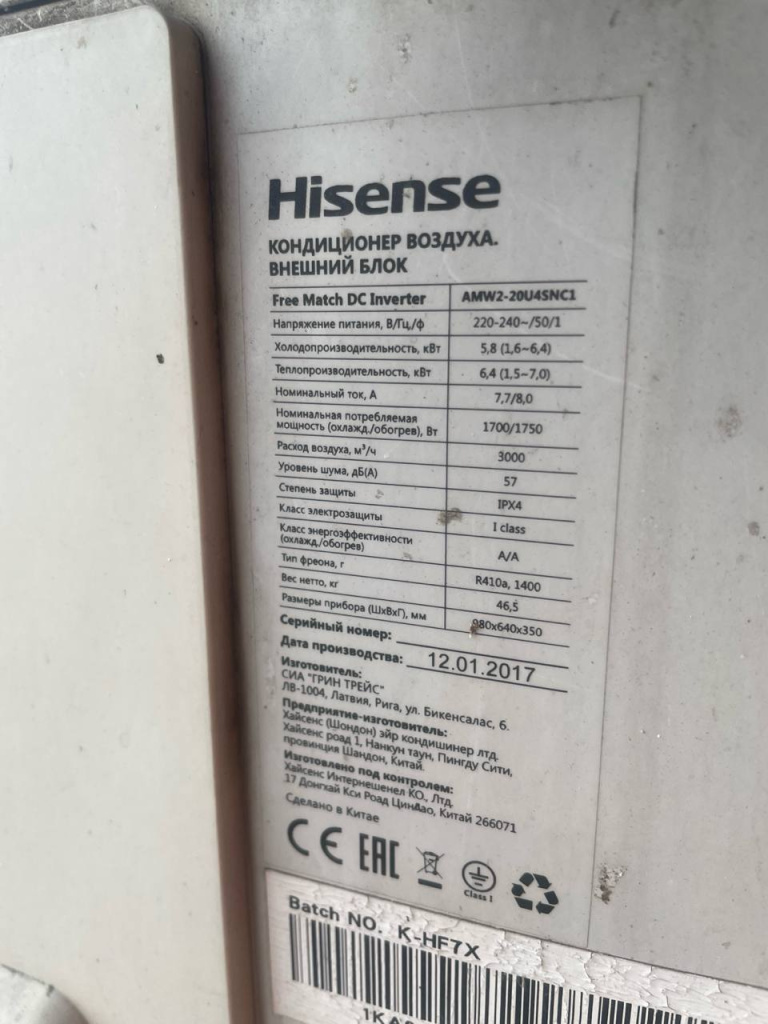 Hisense
КОНДИЦИОНЕР ВОЗДУХА.
ВНЕШНИЙ БЛОК
Free Match DC Inverter AMW2-20U4SNC1
Напряжение питания, В/Гц/ф 220-240~/50/1
Холодопроизводительность, кВт 5,8 (1,6~6,4)
Теплопроизводительность, кВт 6,4 (1,5~7,0)
Номинальный ток, А 7,7/8,0
Номинальная потребляемая
мощность (охлажд./обогрев), Вт 1700/1750
Расход воздуха, м³/ч 3000
Уровень шума, дБ(А) 57
Степень защиты IPX4
Класс электрозащиты I class
Класс энергоэффективности
(охлажд./обогрев) A/A
Тип фреона, г R410a, 1400
Вес нетто, кг 46,5
Размеры прибора (ШхВхГ), мм 980x640x350
Серийный номер:
Дата производства: 12.01.2017
Изготовитель:
СИА "ГРИН ТРЕЙС"
ЛВ-1004, Латвия, Рига, ул. Бикенсалас, 6.
Предприятие-изготовитель:
Хайсенс (Шондон) эйр кондишинер лтд.
Хайсенс роад 1, Нанкун таун, Пингду Сити,
провинция Шандон, Китай.
Изготовлено под контролем:
Хайсенс Интернешенел КО., Лтд.
17 Донгхай Кси Роад Циндао, Китай 266071
Сделано в Китае
CE EAC
Class I
Batch NO. K-HF7X